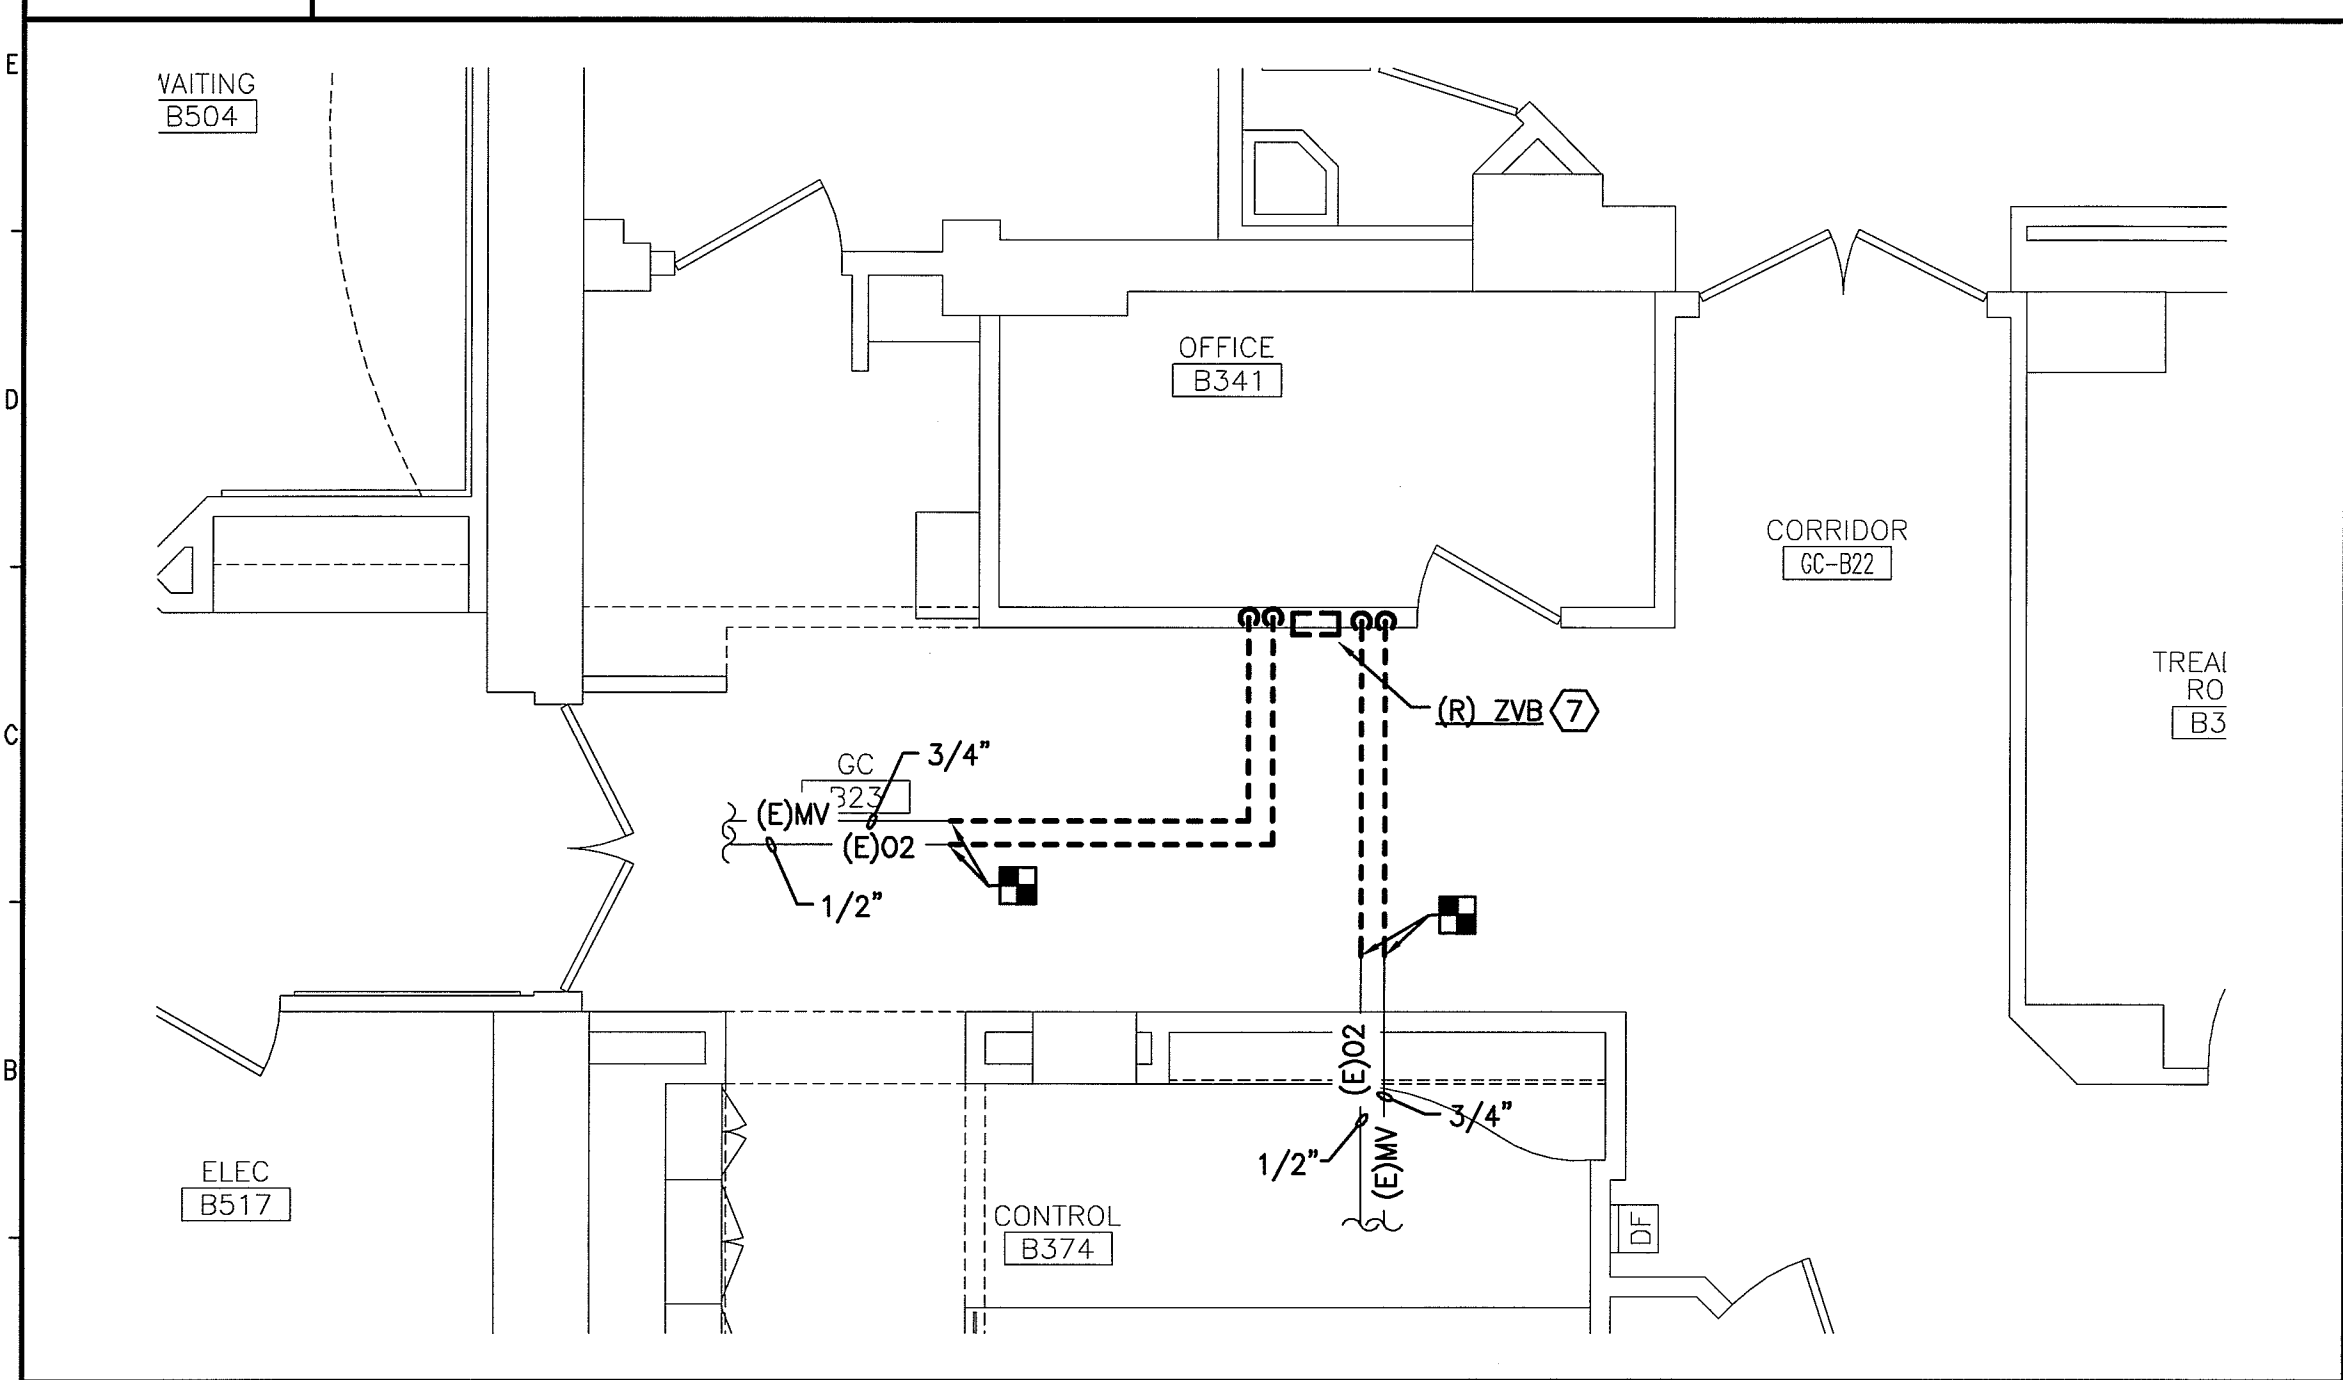 E
WAITING
B504
OFFICE
B341
D
CORRIDOR
GC-B22
C
(R) ZVB 7
GC
B23
3/4"
(E)MV
(E)O2
1/2"
B
(E)O2
3/4"
1/2"
(E)MV
ELEC
B517
CONTROL
B374
DF
RO
B3